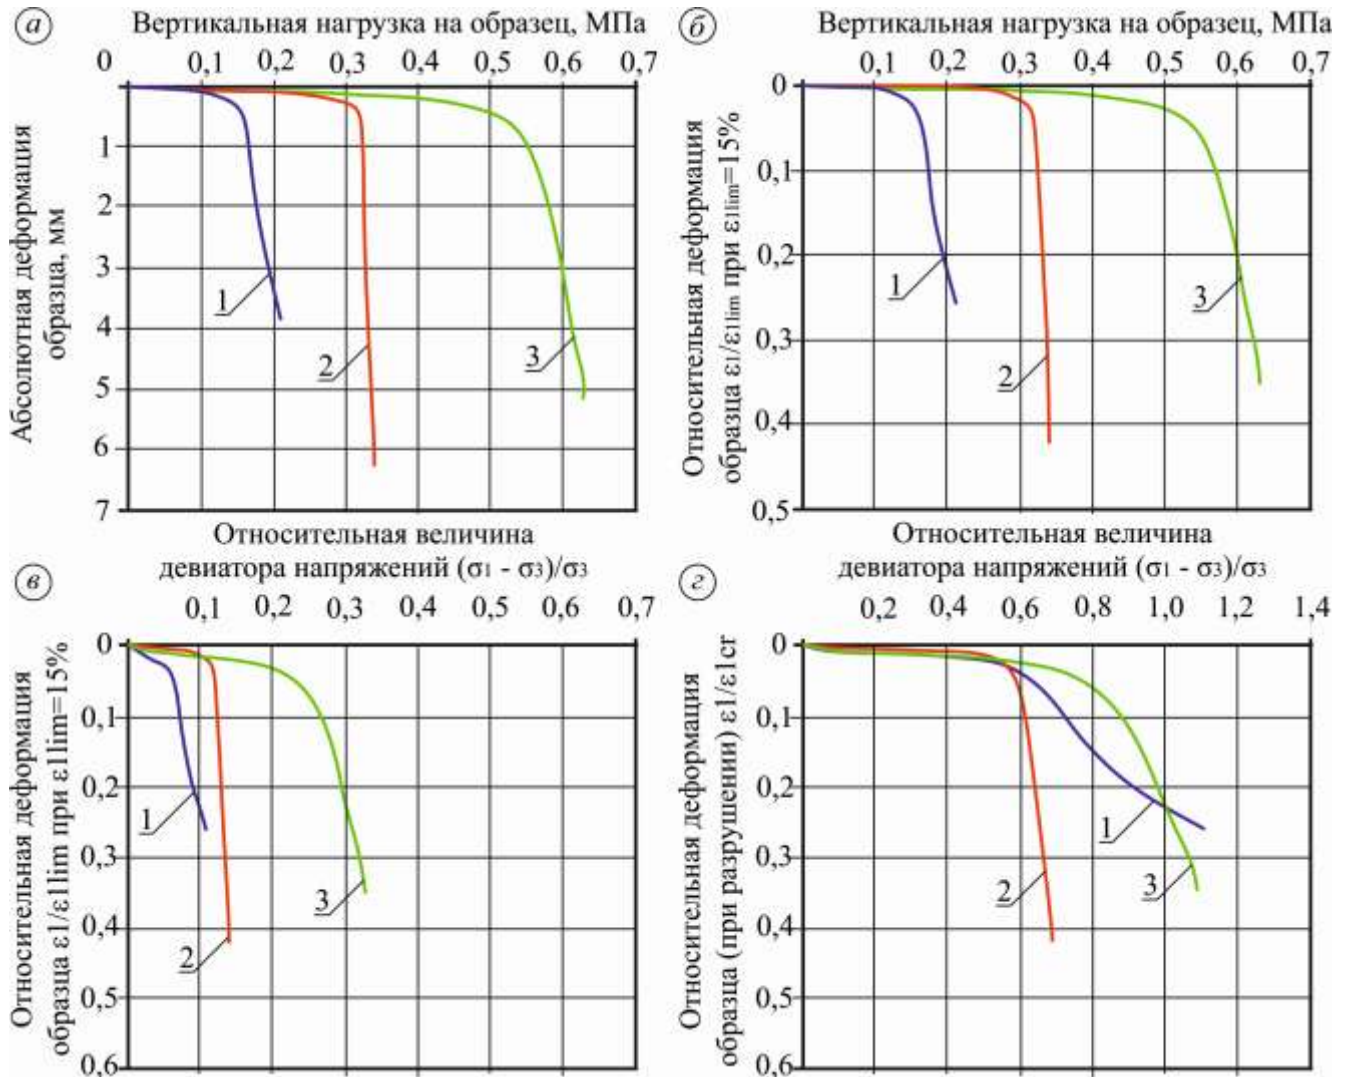 а
Вертикальная нагрузка на образец, МПа
0 0,1 0,2 0,3 0,4 0,5 0,6 0,7
Абсолютная деформация
образца, мм
1
2
3
4
5
6
7
1
2
3
б
Вертикальная нагрузка на образец, МПа
0,1 0,2 0,3 0,4 0,5 0,6 0,7
Относительная деформация
образца ε1/ε1lim при ε1lim=15%
0
0,1
0,2
0,3
0,4
0,5
1
2
3
в
Относительная величина
девиатора напряжений (σ1 - σ3)/σ3
0,1 0,2 0,3 0,4 0,5 0,6 0,7
Относительная деформация
образца ε1/ε1lim при ε1lim=15%
0
0,1
0,2
0,3
0,4
0,5
0,6
1
2
3
г
Относительная величина
девиатора напряжений (σ1 - σ3)/σ3
0,2 0,4 0,6 0,8 1,0 1,2 1,4
Относительная деформация
образца (при разрушении) ε1/ε1cr
0
0,1
0,2
0,3
0,4
0,5
0,6
1
2
3